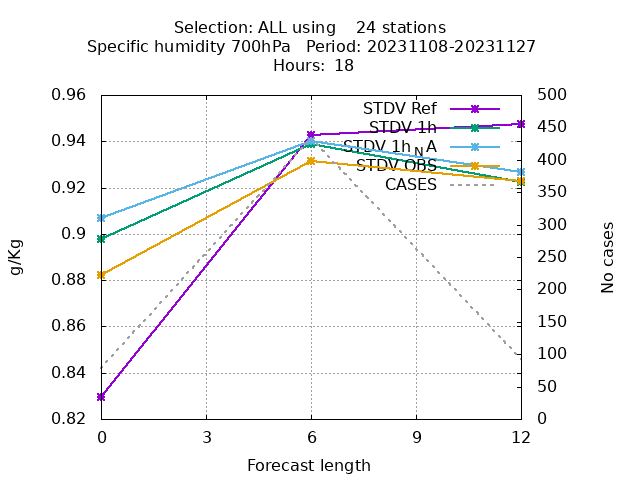 Selection: ALL using    24 stations
Specific humidity 700hPa   Period: 20231108-20231127
Hours: 18
0.96
0.94
0.92
0.9
0.88
0.86
0.84
0.82
g/Kg
500
450
400
350
300
250
200
150
100
50
0
No cases
STDV Ref
STDV 1h
STDV 1h_NA
STDV OBS
CASES
0
3
6
9
12
Forecast length